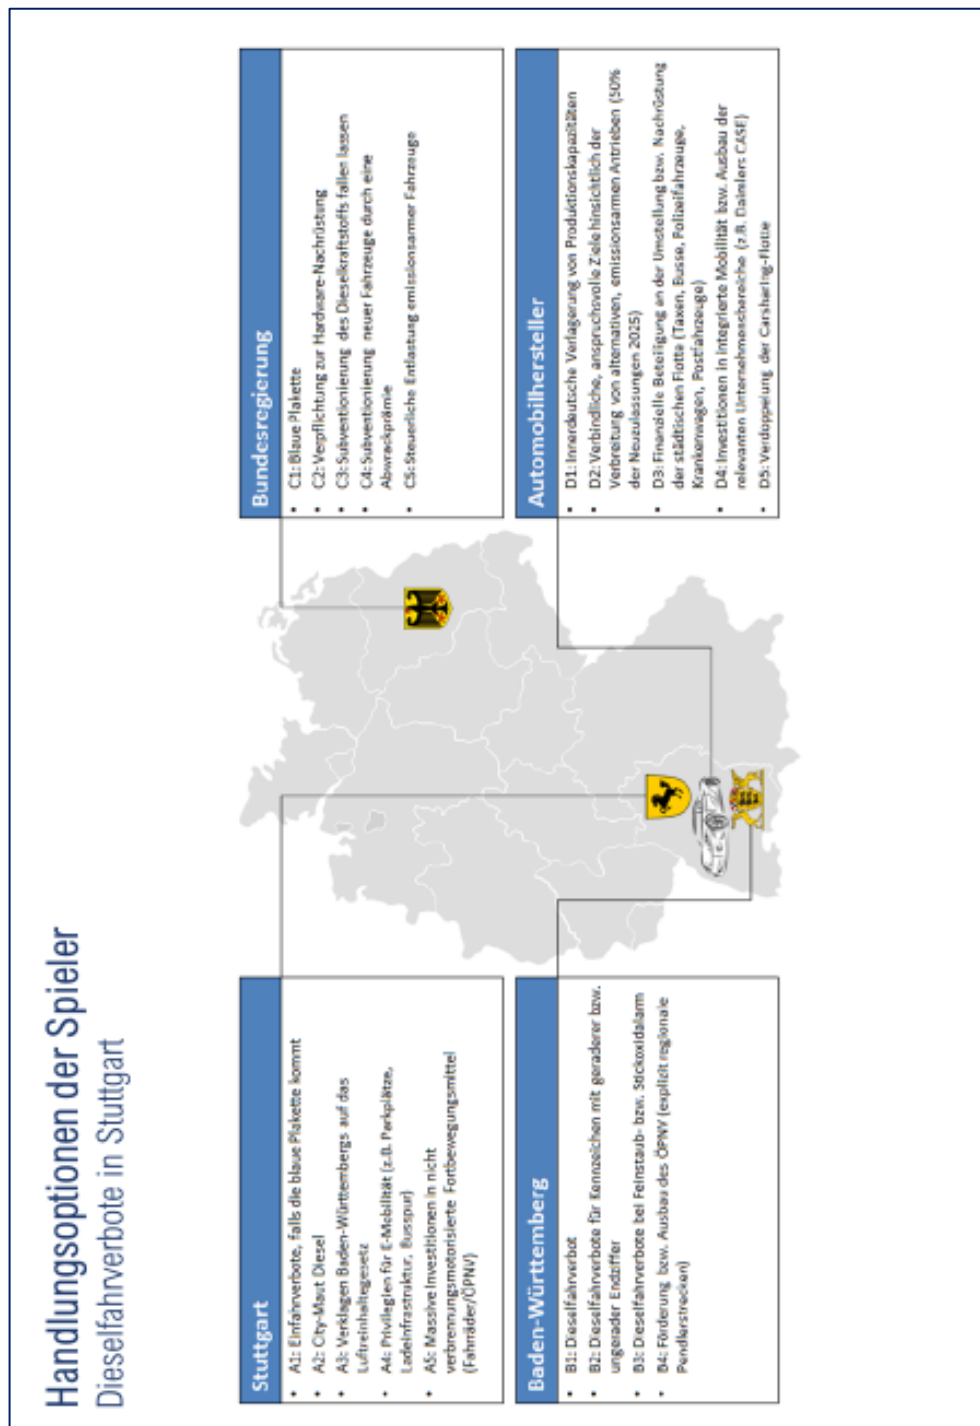 Handlungsoptionen der Spieler
Dieselfahrverbote in Stuttgart
Stuttgart
• A1: Einfahrverbote, falls die blaue Plakette kommt
• A2: City-Maut Diesel
• A3: Verklagen Baden-Württembergs auf das
Luftreinhaltegesetz
• A4: Privilegien für E-Mobilität (z.B. Parkplätze,
Ladeinfrastruktur, Busspur)
• A5: Massive Investitionen in nicht
verbrennungsmotorisierte Fortbewegungsmittel
(Fahrräder/ÖPNV)
Bundesregierung
• C1: Blaue Plakette
• C2: Verpflichtung zur Hardware-Nachrüstung
• C3: Subventionierung des Dieselkraftstoffs fallen lassen
• C4: Subventionierung neuer Fahrzeuge durch eine
Abwrackprämie
• C5: Steuerliche Entlastung emissionsarmer Fahrzeuge
Baden-Württemberg
• B1: Dieselfahrverbot
• B2: Dieselfahrverbote für Kennzeichen mit geraderer bzw.
ungerader Endziffer
• B3: Dieselfahrverbote bei Feinstaub- bzw. Stickoxidalarm
• B4: Förderung bzw. Ausbau des ÖPNV (explizit regionale
Pendlerstrecken)
Automobilhersteller
• D1: Innerdeutsche Verlagerung von Produktionskapazitäten
• D2: Verbindliche, anspruchsvolle Ziele hinsichtlich der
Verbreitung von alternativen, emissionsarmen Antrieben (50%
der Neuzulassungen 2025)
• D3: Finanzielle Beteiligung an der Umstellung bzw. Nachrüstung
der städtischen Flotte (Taxen, Busse, Polizeifahrzeuge,
Krankenwagen, Postfahrzeuge)
• D4: Investitionen in integrierte Mobilität bzw. Ausbau der
relevanten Unternehmensbereiche (z.B. Daimlers CASE)
• D5: Verdoppelung der Carsharing-Flotte